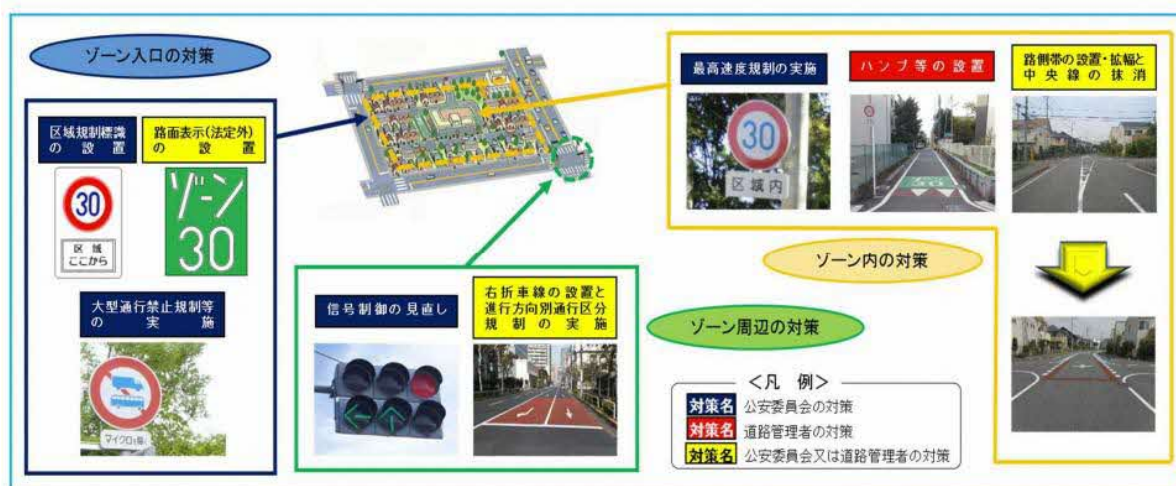 ゾーン入口の対策
区域規制標識
の設置
路面表示(法定外)
の設置
30
区域
ここから
ゾーン
30
大型通行禁止規制等
の実施
信号制御の見直し
右折車線の設置と
進行方向別通行区分
規制の実施
ゾーン周辺の対策
最高速度規制の実施
30
区域内
ハンプ等の設置
30
路側帯の設置・拡幅と
中央線の抹消
ゾーン内の対策
<凡例>
対策名 公安委員会の対策
対策名 道路管理者の対策
対策名 公安委員会又は道路管理者の対策